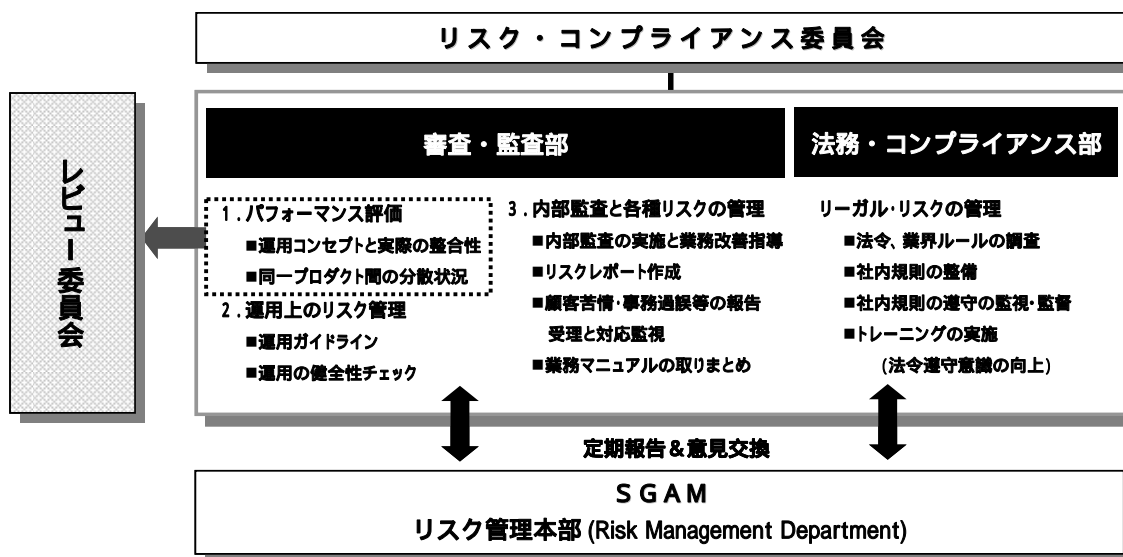 リスク・コンプライアンス委員会
レビュー委員会
審査・監査部
1．パフォーマンス評価
■運用コンセプトと実際の整合性
■同一プロダクト間の分散状況
2．運用上のリスク管理
■運用ガイドライン
■運用の健全性チェック
3．内部監査と各種リスクの管理
■内部監査の実施と業務改善指導
■リスクレポート作成
■顧客苦情・事務過誤等の報告
受理と対応監視
■業務マニュアルの取りまとめ
法務・コンプライアンス部
リーガル・リスクの管理
■法令、業界ルールの調査
■社内規則の整備
■社内規則の遵守の監視・監督
■トレーニングの実施
(法令遵守意識の向上)
定期報告＆意見交換
SGAM
リスク管理本部 (Risk Management Department)